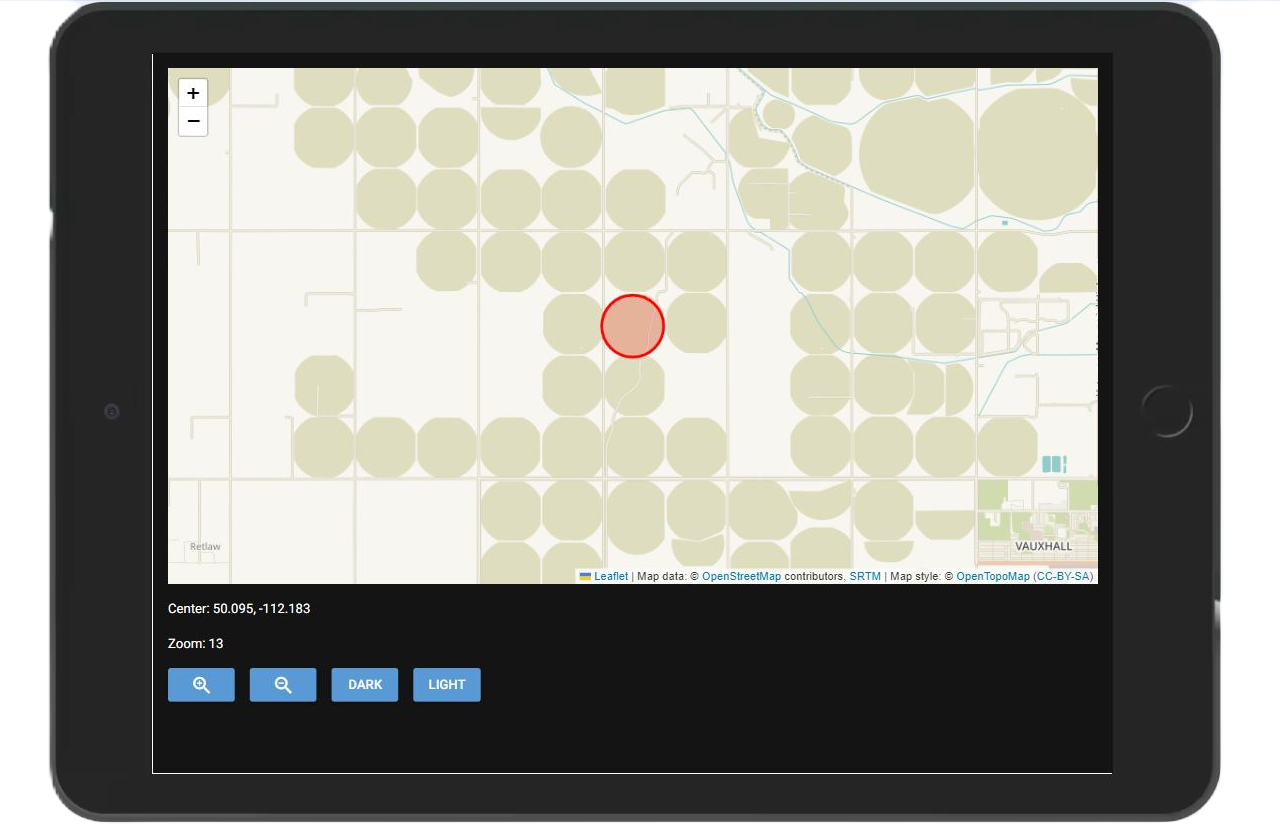 +
−
Retlaw
VAUXHALL
Leaflet | Map data: © OpenStreetMap contributors, SRTM | Map style: © OpenTopoMap (CC-BY-SA)
Center: 50.095, -112.183
Zoom: 13
DARK LIGHT